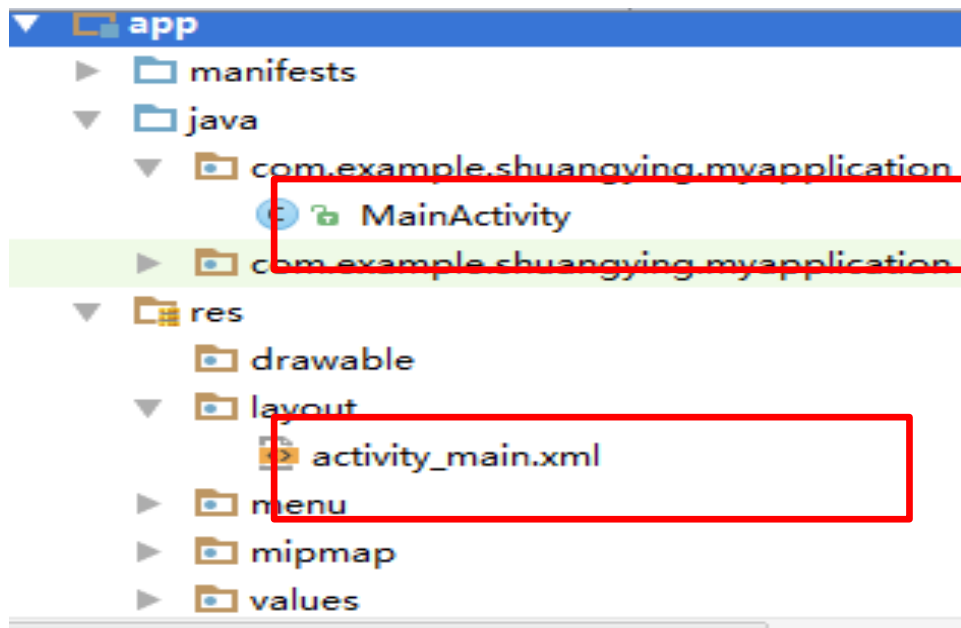 app
manifests
java
com.example.shuangying.myapplication
MainActivity
com.example.shuangying.myapplication
res
drawable
layout
activity_main.xml
menu
mipmap
values